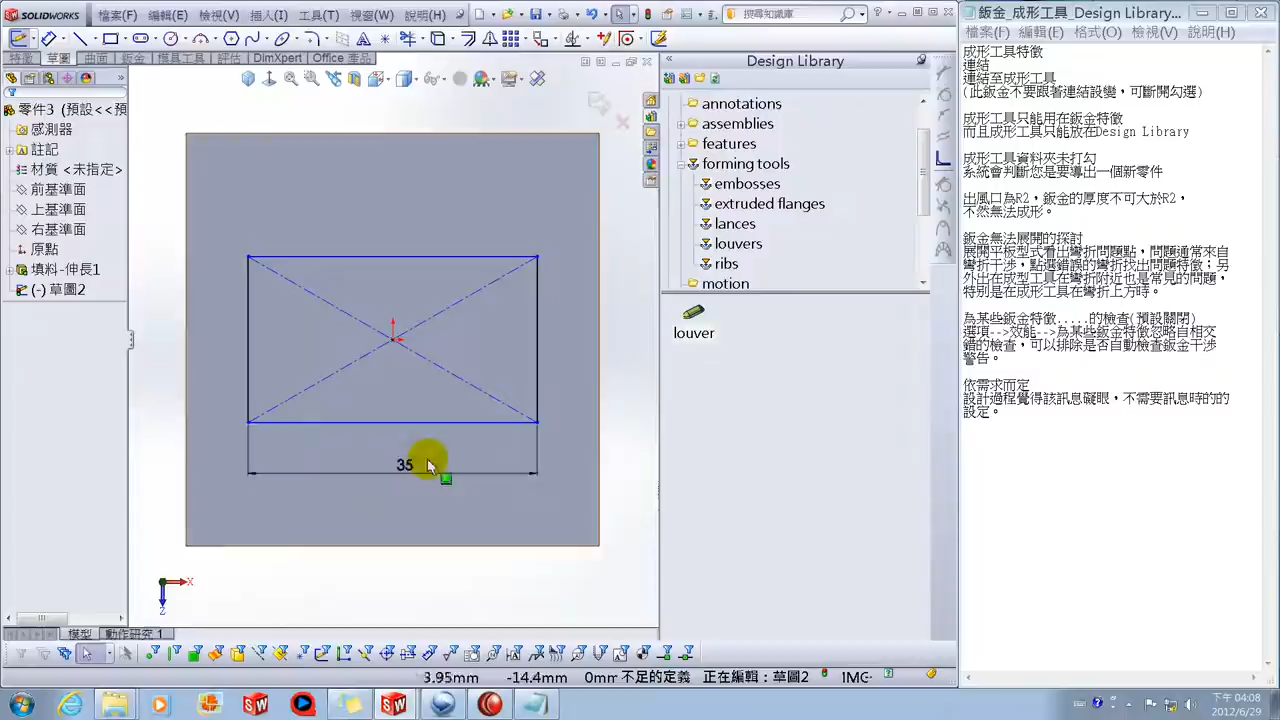 SOLIDWORKS
檔案(F) 編輯(E) 檢視(V) 插入(I) 工具(T) 視窗(W) 說明(H)
搜尋知識庫
特徵 草圖 曲面 鈑金 模具工具 評估 DimXpert Office 產品
零件3 (預設<<預
感測器
註記
材質 <未指定>
前基準面
上基準面
右基準面
原點
填料-伸長1
(-) 草圖2
35
X
Z
模型 動作研究 1
3.95mm -14.4mm 0mm 不足的定義 正在編輯：草圖2
Design Library
annotations
assemblies
features
forming tools
embosses
extruded flanges
lances
louvers
ribs
motion
louver
鈑金_成形工具_Design Library...
檔案(F) 編輯(E) 格式(O) 檢視(V) 說明(H)
成形工具特徵
連結
連結至成形工具
(此鈑金不要跟著連結設變，可斷開勾選)
成形工具只能用在鈑金特徵
而且成形工具只能放在Design Library
成形工具資料夾未打勾
系統會判斷您是要導出一個新零件
出風口為R2，鈑金的厚度不可大於R2，
不然無法成形。
鈑金無法展開的探討
展開平板型式看出彎折問題點，問題通常來自
彎折干涉，點選錯誤的彎折找出問題特徵；另
外出在成型工具在彎折附近也是常見的問題，
特別是在成形工具在彎折上方時。
為某些鈑金特徵.....的檢查(預設關閉)
選項-->效能-->為某些鈑金特徵忽略自相交
錯的檢查，可以排除是否自動檢查鈑金干涉
警告。
依需求而定
設計過程覺得該訊息礙眼，不需要訊息時的的
設定。
下午 04:08
2012/6/29